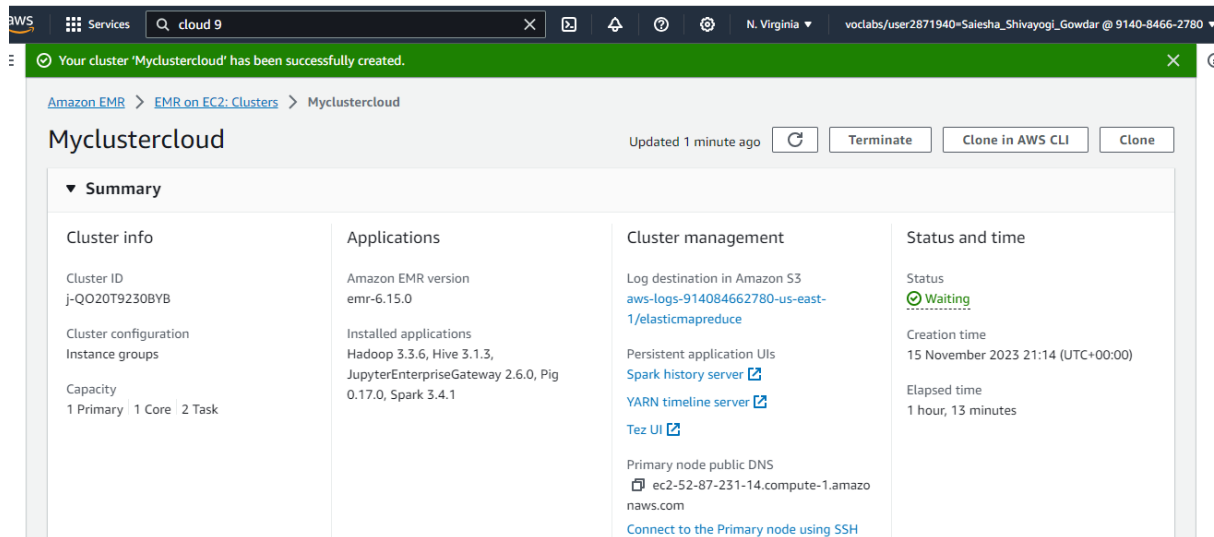 aws
Services
cloud 9
N. Virginia
voclabs/user2871940=Saiesha_Shivayogi_Gowdar @ 9140-8466-2780
Your cluster 'Myclustercloud' has been successfully created.
Amazon EMR > EMR on EC2: Clusters > Myclustercloud
Myclustercloud
Updated 1 minute ago
Terminate
Clone in AWS CLI
Clone
Summary
Cluster info
Cluster ID
j-QO20T9230BYB
Cluster configuration
Instance groups
Capacity
1 Primary 1 Core 2 Task
Applications
Amazon EMR version
emr-6.15.0
Installed applications
Hadoop 3.3.6, Hive 3.1.3,
JupyterEnterpriseGateway 2.6.0, Pig
0.17.0, Spark 3.4.1
Cluster management
Log destination in Amazon S3
aws-logs-914084662780-us-east-
1/elasticmapreduce
Persistent application UIs
Spark history server
YARN timeline server
Tez UI
Primary node public DNS
ec2-52-87-231-14.compute-1.amazo
naws.com
Connect to the Primary node using SSH
Status and time
Status
Waiting
Creation time
15 November 2023 21:14 (UTC+00:00)
Elapsed time
1 hour, 13 minutes